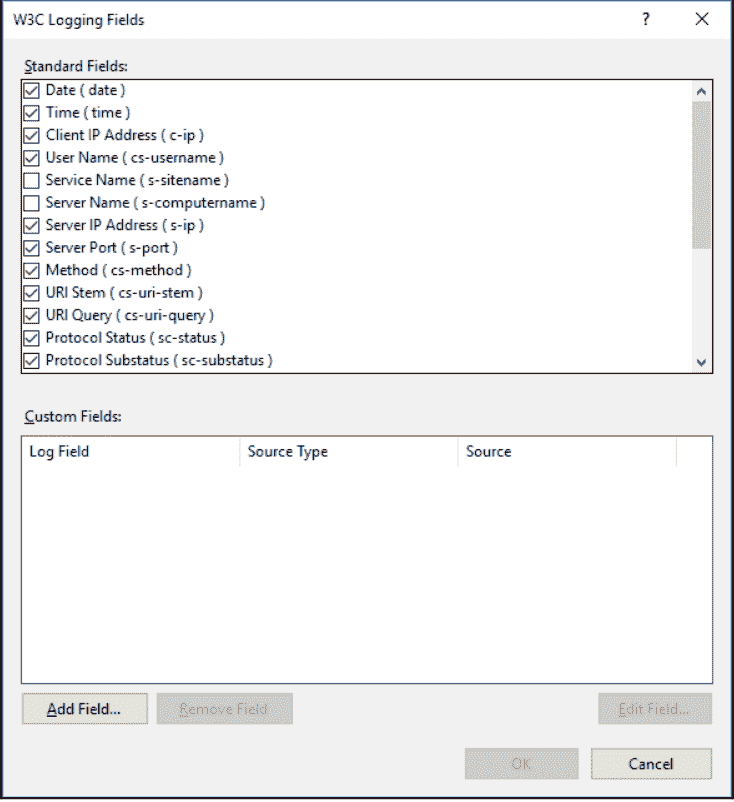 W3C Logging Fields
?
Standard Fields:
Date ( date )
Time ( time )
Client IP Address ( c-ip )
User Name ( cs-username )
Service Name ( s-sitename )
Server Name ( s-computername )
Server IP Address ( s-ip )
Server Port ( s-port )
Method ( cs-method )
URI Stem ( cs-uri-stem )
URI Query ( cs-uri-query )
Protocol Status ( sc-status )
Protocol Substatus ( sc-substatus )
Custom Fields:
Log Field Source Type Source
Add Field... Remove Field Edit Field...
OK Cancel